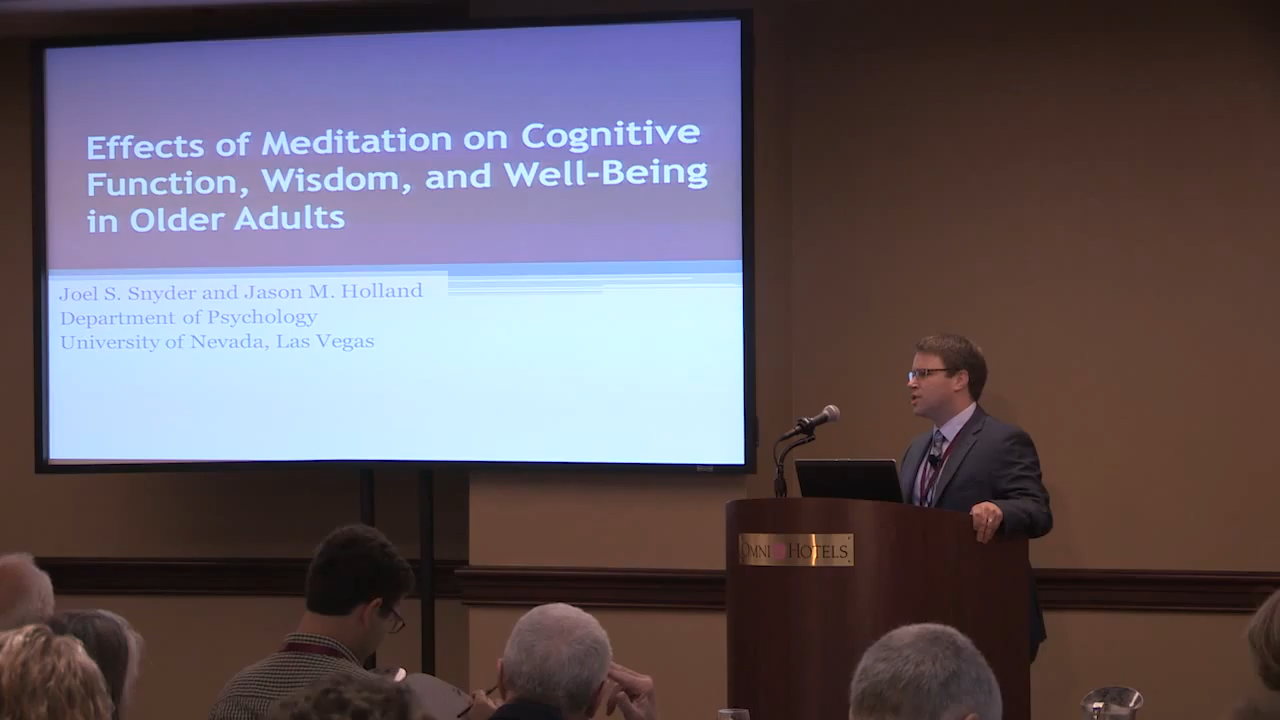 Effects of Meditation on Cognitive
Function, Wisdom, and Well-Being
in Older Adults
Joel S. Snyder and Jason M. Holland
Department of Psychology
University of Nevada, Las Vegas
OMNI HOTELS